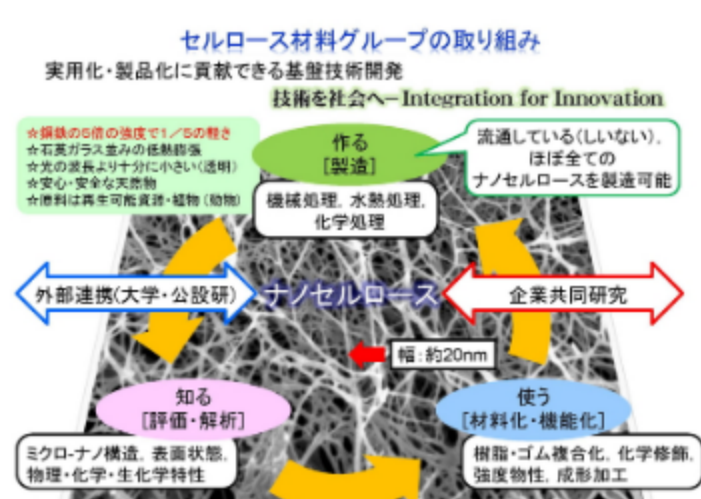 セルロース材料グループの取り組み
実用化・製品化に貢献できる基盤技術開発
技術を社会へ－Integration for Innovation
☆鋼鉄の5倍の強度で1／5の軽さ
☆石英ガラス並みの低熱膨張
☆光の波長より十分に小さい(透明)
☆安心・安全な天然物
☆原料は再生可能資源・植物(動物)
作る
[製造]
機械処理, 水熱処理,
化学処理
流通している(しいない),
ほぼ全ての
ナノセルロースを製造可能
外部連携(大学・公設研)
ナノセルロース
企業共同研究
幅：約20nm
知る
[評価・解析]
ミクロ-ナノ構造, 表面状態,
物理・化学・生化学特性
使う
[材料化・機能化]
樹脂・ゴム複合化, 化学修飾,
強度物性, 成形加工